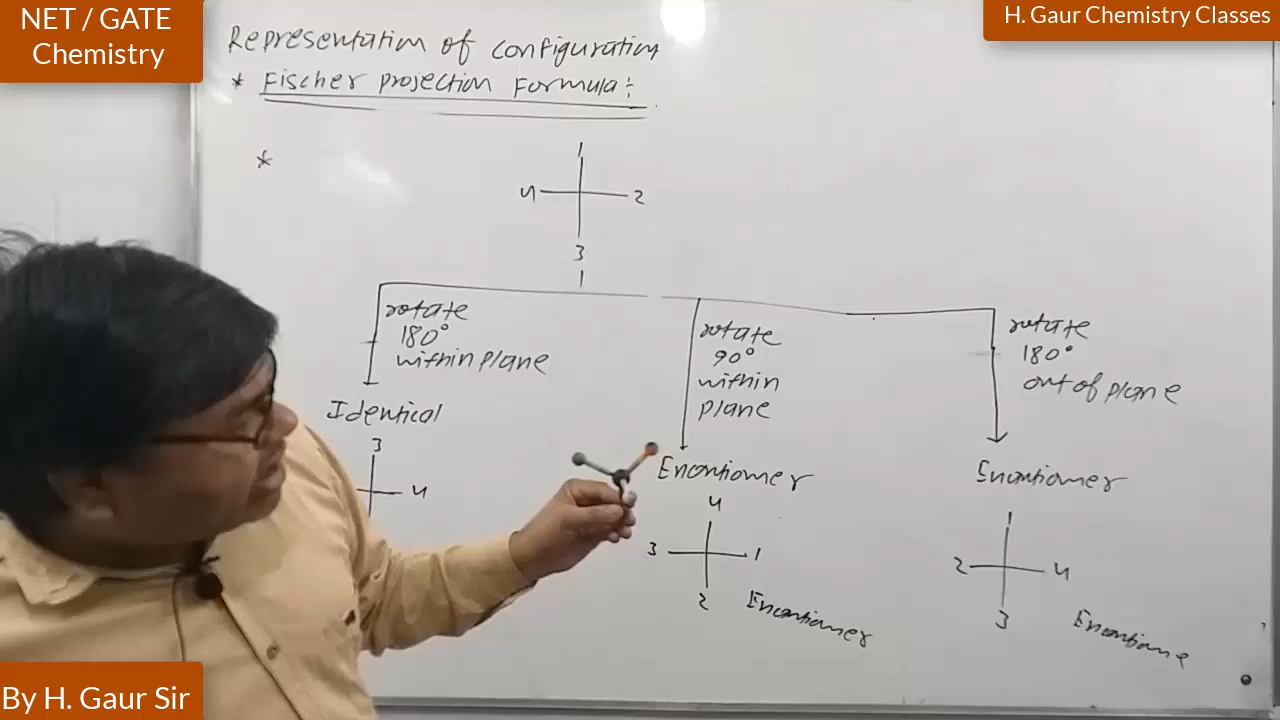 NET / GATE
Chemistry
H. Gaur Chemistry Classes
Representation of configuration
* Fischer projection Formula:
*
1
4 2
3
1
rotate
180°
within plane
Identical
3
4
rotate
90°
within
plane
Enantiomer
4
3 1
2
Enantiomer
rotate
180°
out of plane
Enantiomer
1
2 4
3
Enantiome
By H. Gaur Sir